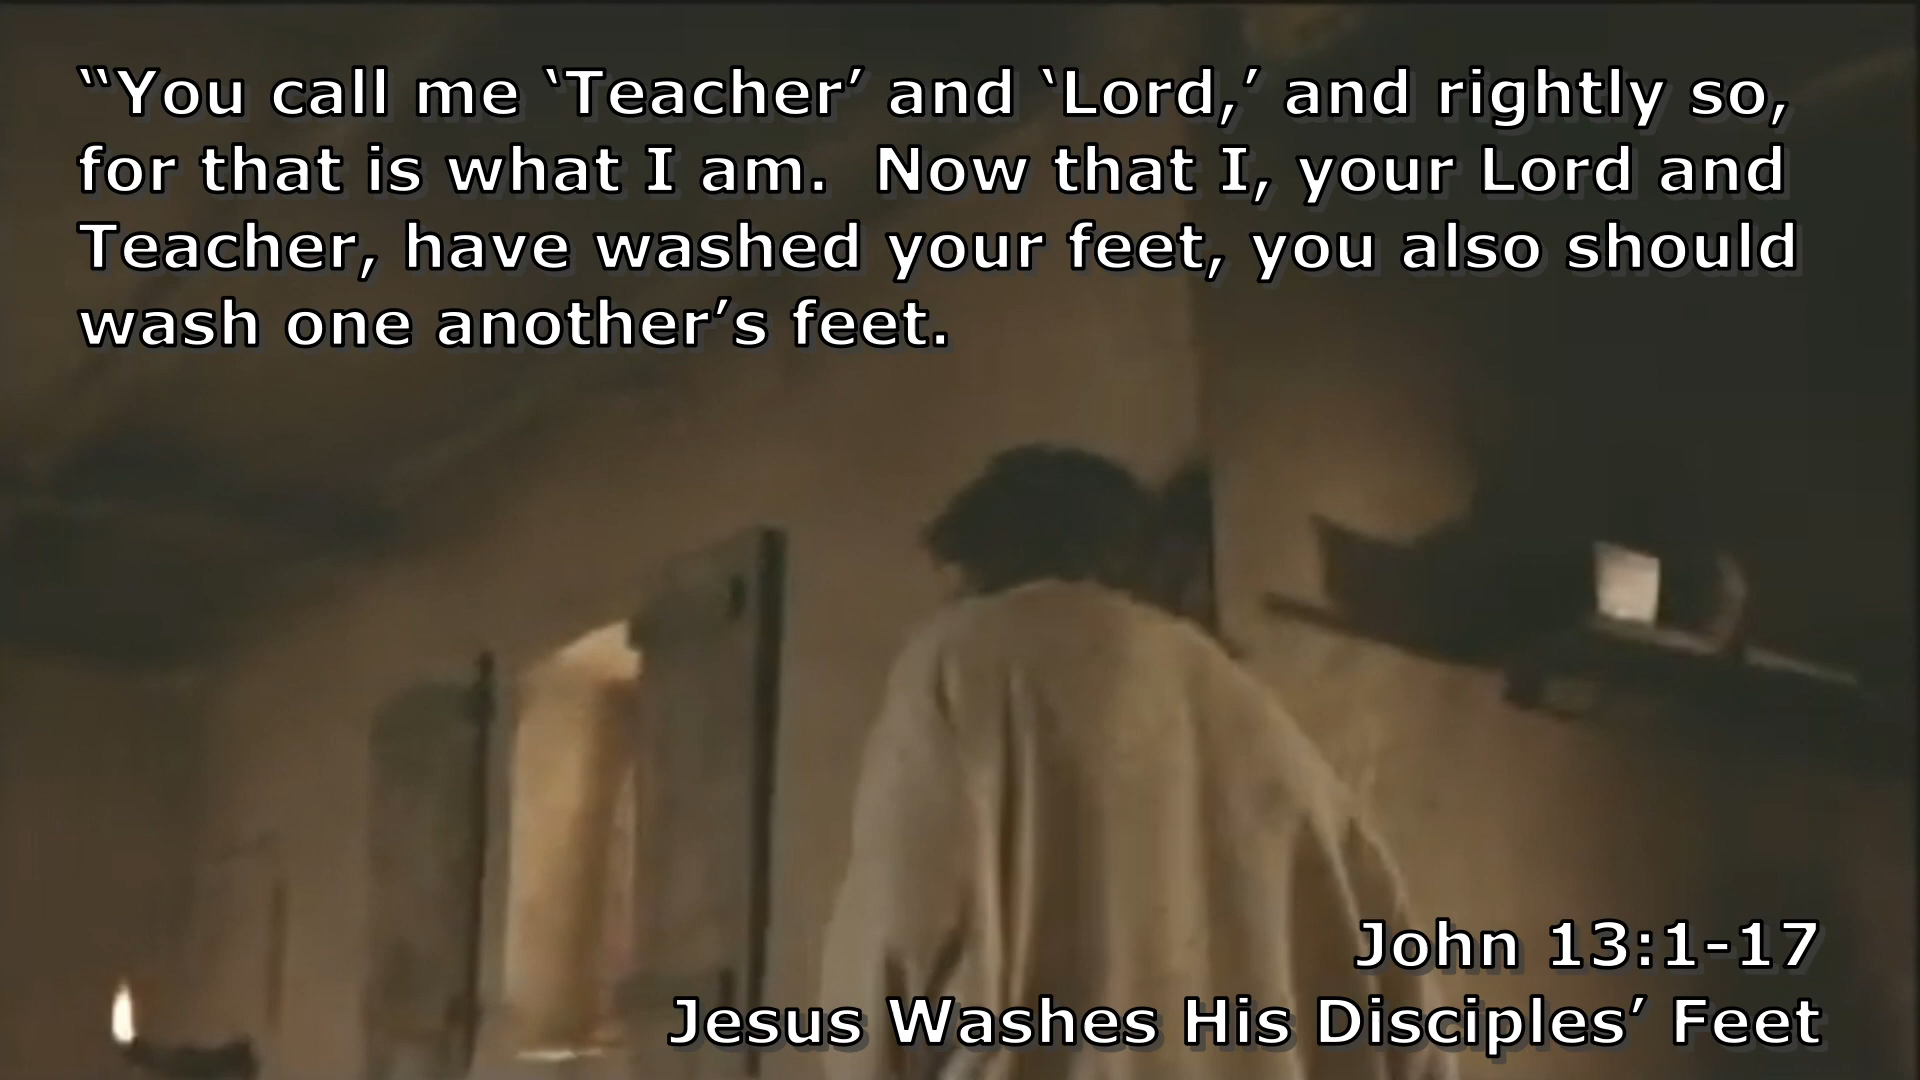 “You call me ‘Teacher’ and ‘Lord,’ and rightly so,
for that is what I am.  Now that I, your Lord and
Teacher, have washed your feet, you also should
wash one another’s feet.
John 13:1-17
Jesus Washes His Disciples’ Feet